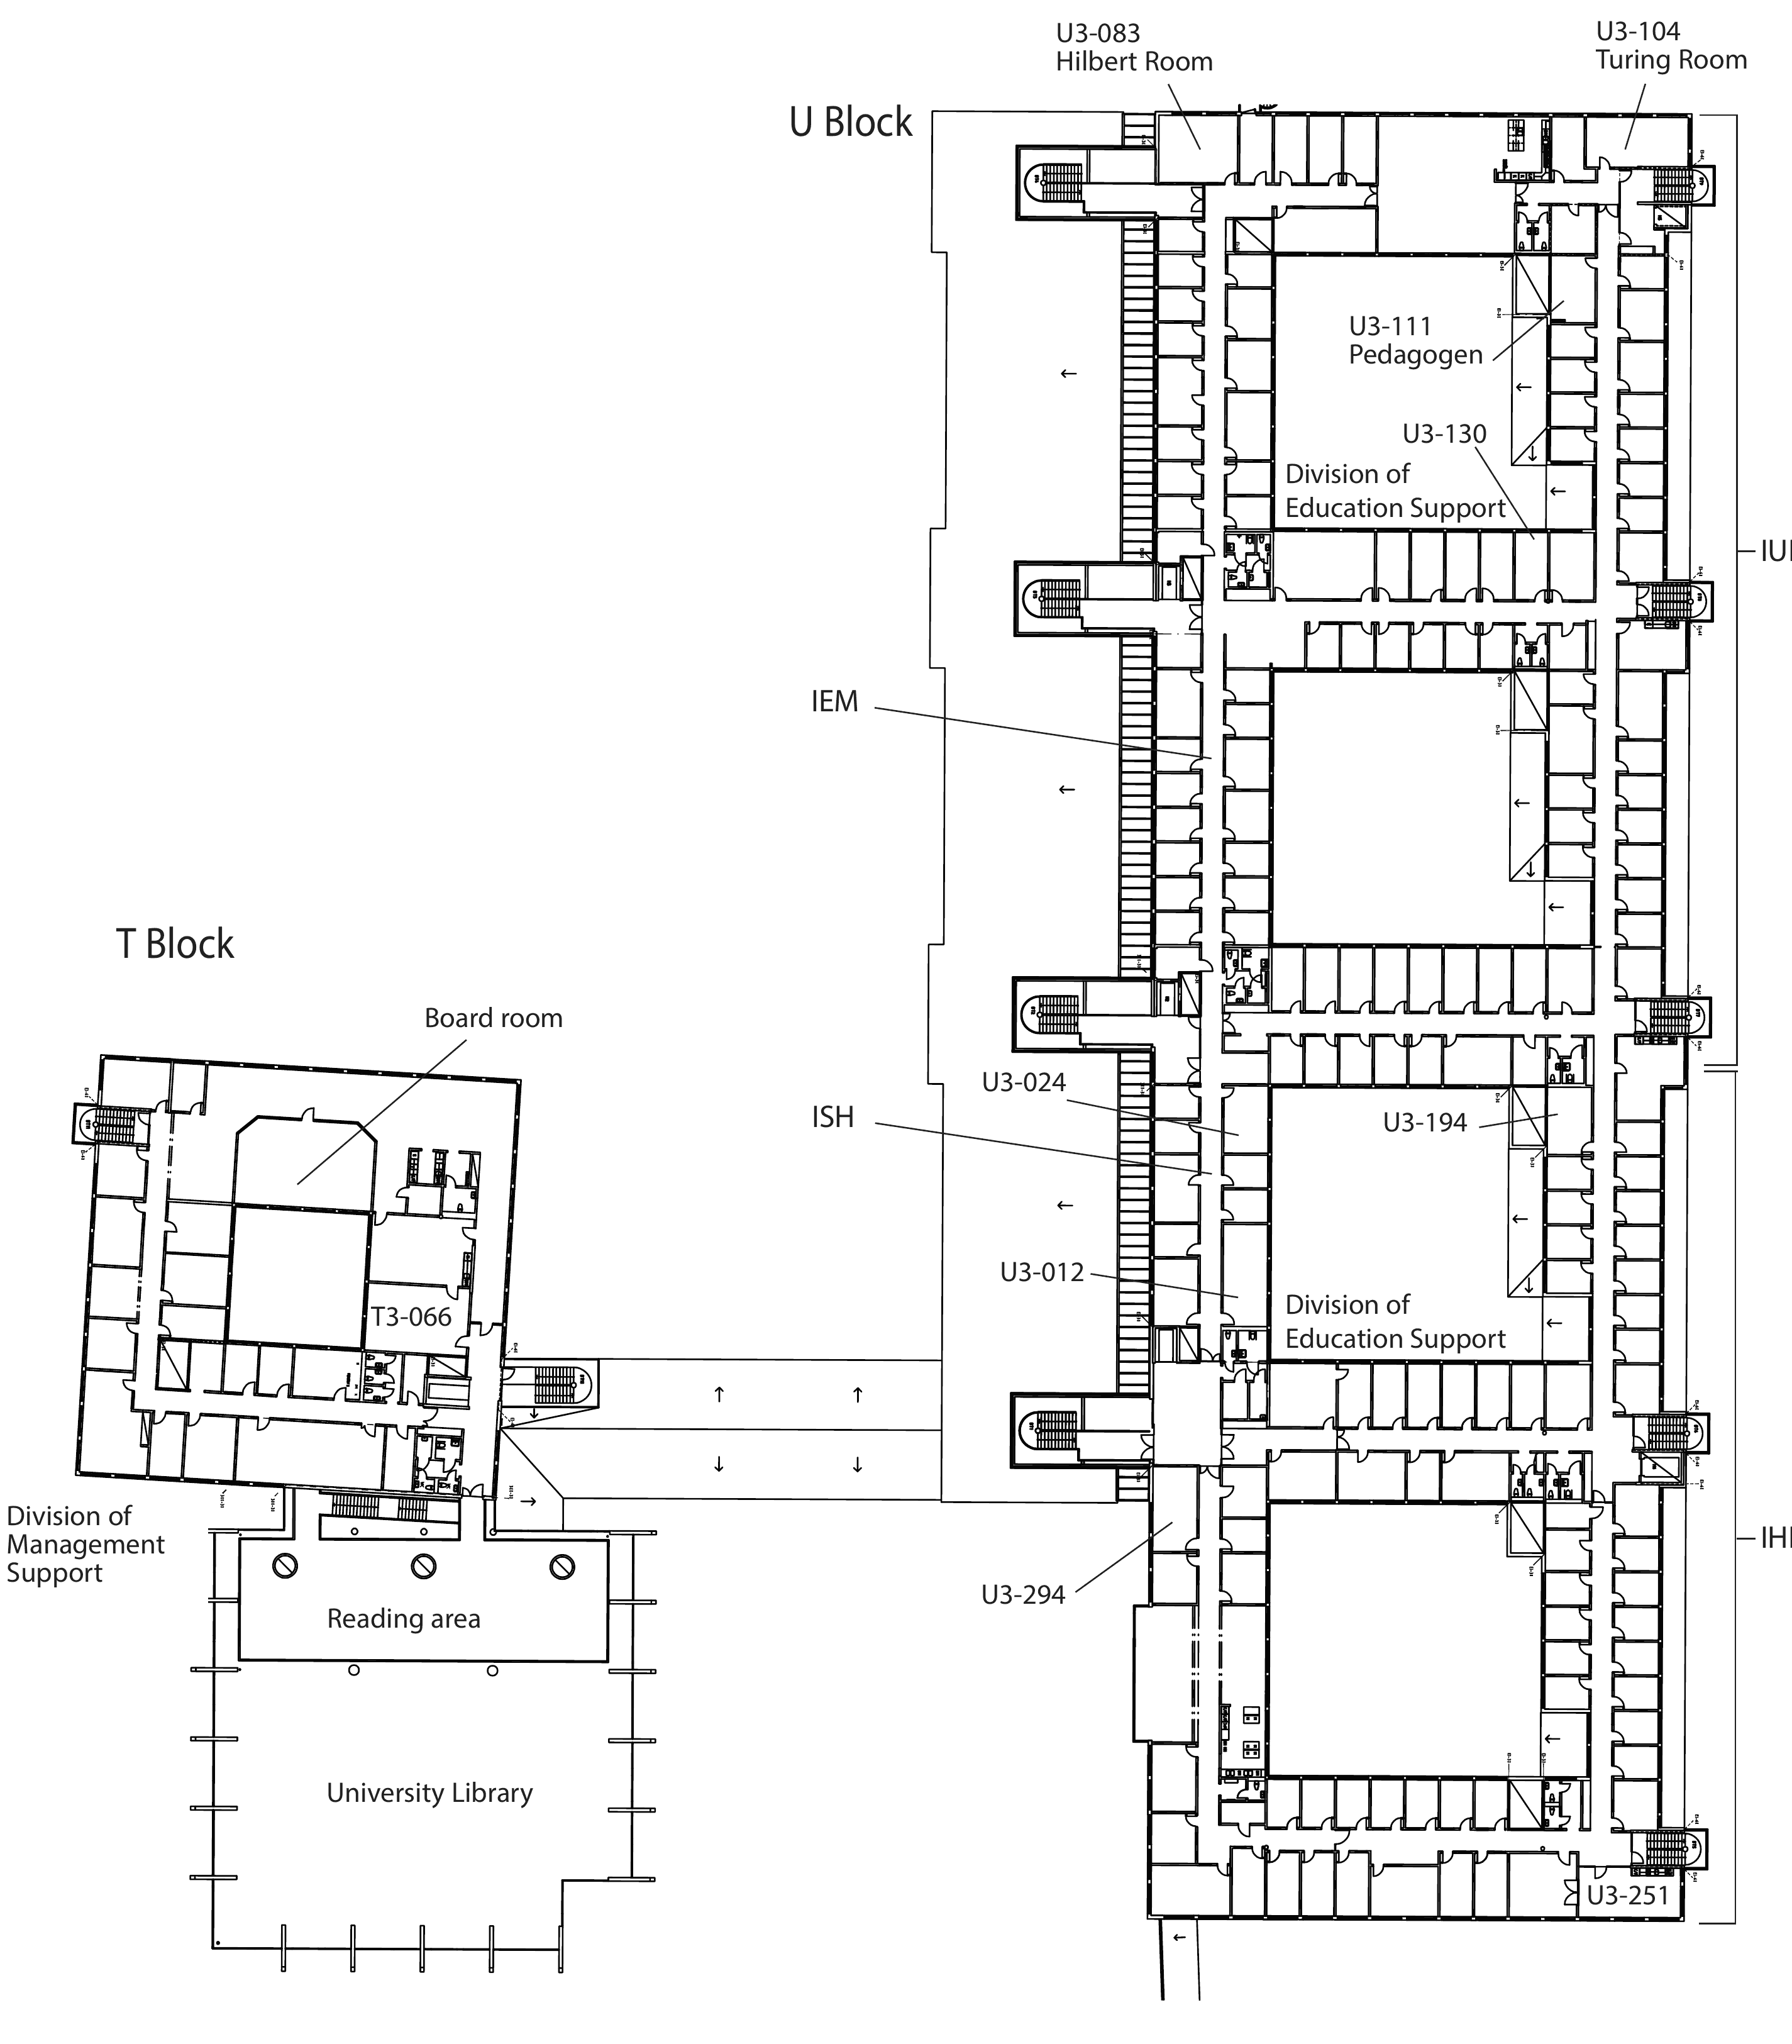 U3-083
Hilbert Room
U3-104
Turing Room
U Block
U3-111
Pedagogen
U3-130
Division of
Education Support
IUI
IEM
T Block
Board room
U3-024
ISH
U3-194
U3-012
Division of
Education Support
T3-066
Division of
Management
Support
Reading area
U3-294
IHI
University Library
U3-251